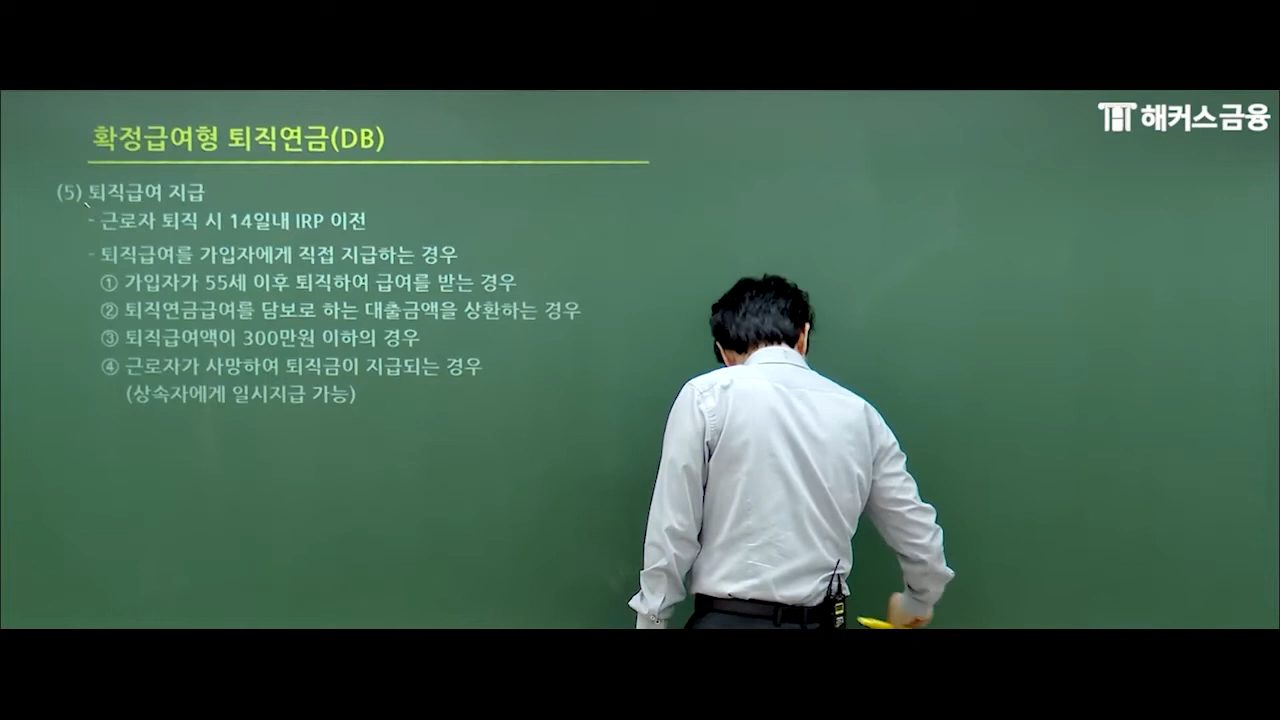 해커스금융
확정급여형 퇴직연금(DB)
(5) 퇴직급여 지급
- 근로자 퇴직 시 14일내 IRP 이전
- 퇴직급여를 가입자에게 직접 지급하는 경우
① 가입자가 55세 이후 퇴직하여 급여를 받는 경우
② 퇴직연금급여를 담보로 하는 대출금액을 상환하는 경우
③ 퇴직급여액이 300만원 이하의 경우
④ 근로자가 사망하여 퇴직금이 지급되는 경우
(상속자에게 일시지급 가능)